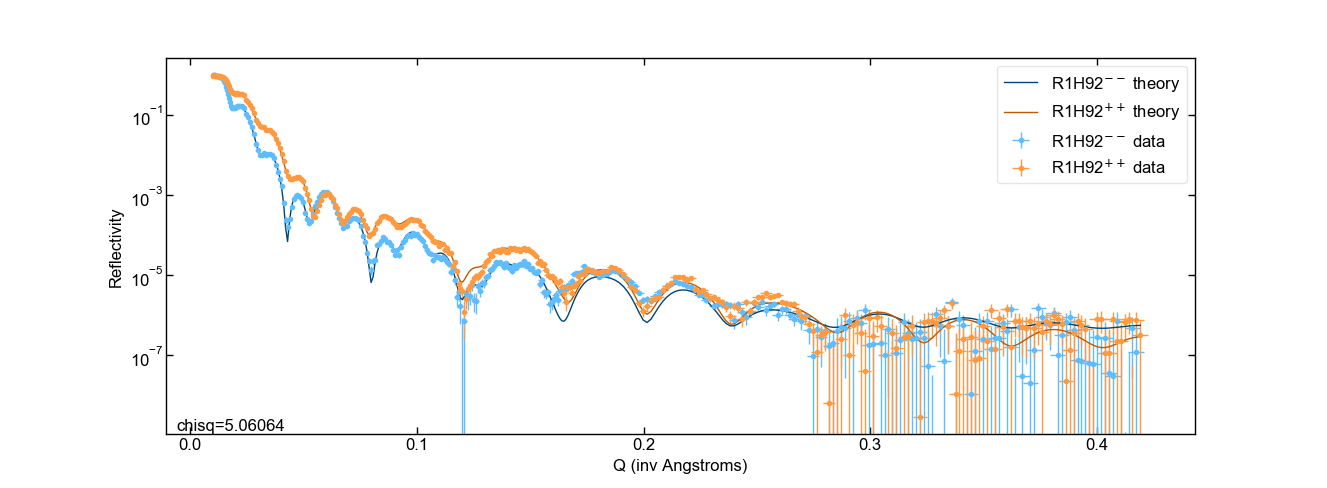 R1H92⁻⁻ theory
R1H92⁺⁺ theory
R1H92⁻⁻ data
R1H92⁺⁺ data
10⁻¹
10⁻³
10⁻⁵
10⁻⁷
Reflectivity
chisq=5.06064
0.0 0.1 0.2 0.3 0.4
Q (inv Angstroms)